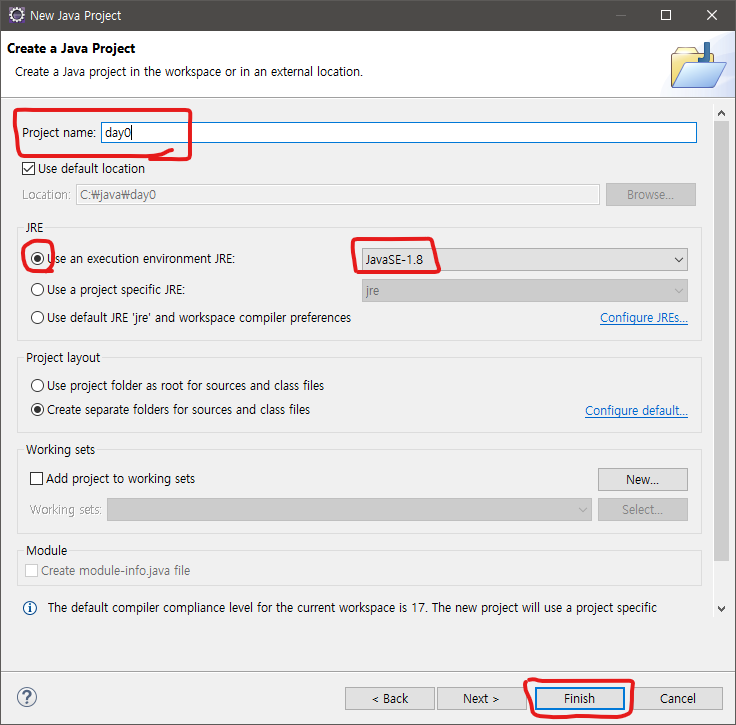 New Java Project
Create a Java Project
Create a Java project in the workspace or in an external location.
Project name: day0
Use default location
Location: C:₩java₩day0 Browse...
JRE
Use an execution environment JRE: JavaSE-1.8
Use a project specific JRE: jre
Use default JRE 'jre' and workspace compiler preferences Configure JREs...
Project layout
Use project folder as root for sources and class files
Create separate folders for sources and class files Configure default...
Working sets
Add project to working sets New...
Working sets: Select...
Module
Create module-info.java file
The default compiler compliance level for the current workspace is 17. The new project will use a project specific
? < Back Next > Finish Cancel